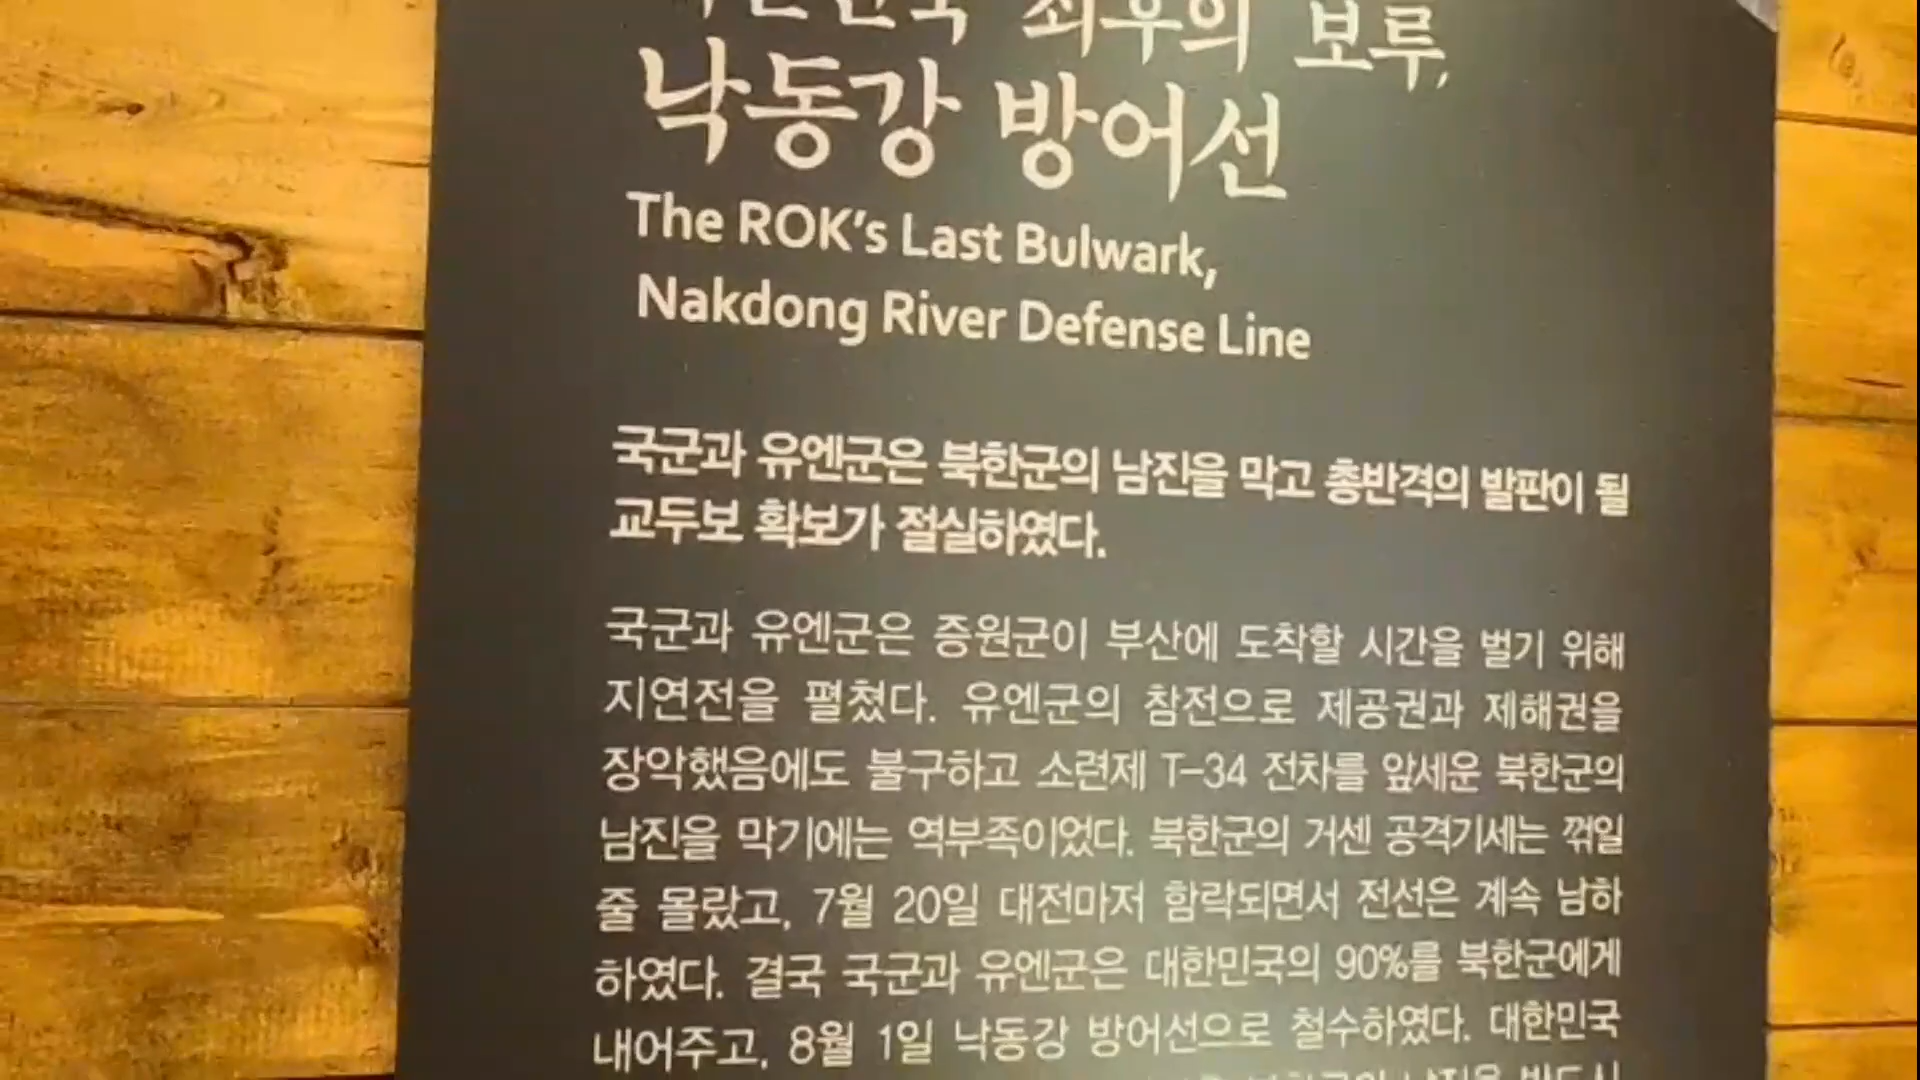 최후의 보루,
낙동강 방어선
The ROK's Last Bulwark,
Nakdong River Defense Line
국군과 유엔군은 북한군의 남진을 막고 총반격의 발판이 될
교두보 확보가 절실하였다.
국군과 유엔군은 증원군이 부산에 도착할 시간을 벌기 위해
지연전을 펼쳤다. 유엔군의 참전으로 제공권과 제해권을
장악했음에도 불구하고 소련제 T-34 전차를 앞세운 북한군의
남진을 막기에는 역부족이었다. 북한군의 거센 공격기세는 꺾일
줄 몰랐고, 7월 20일 대전마저 함락되면서 전선은 계속 남하
하였다. 결국 국군과 유엔군은 대한민국의 90%를 북한군에게
내어주고, 8월 1일 낙동강 방어선으로 철수하였다. 대한민국